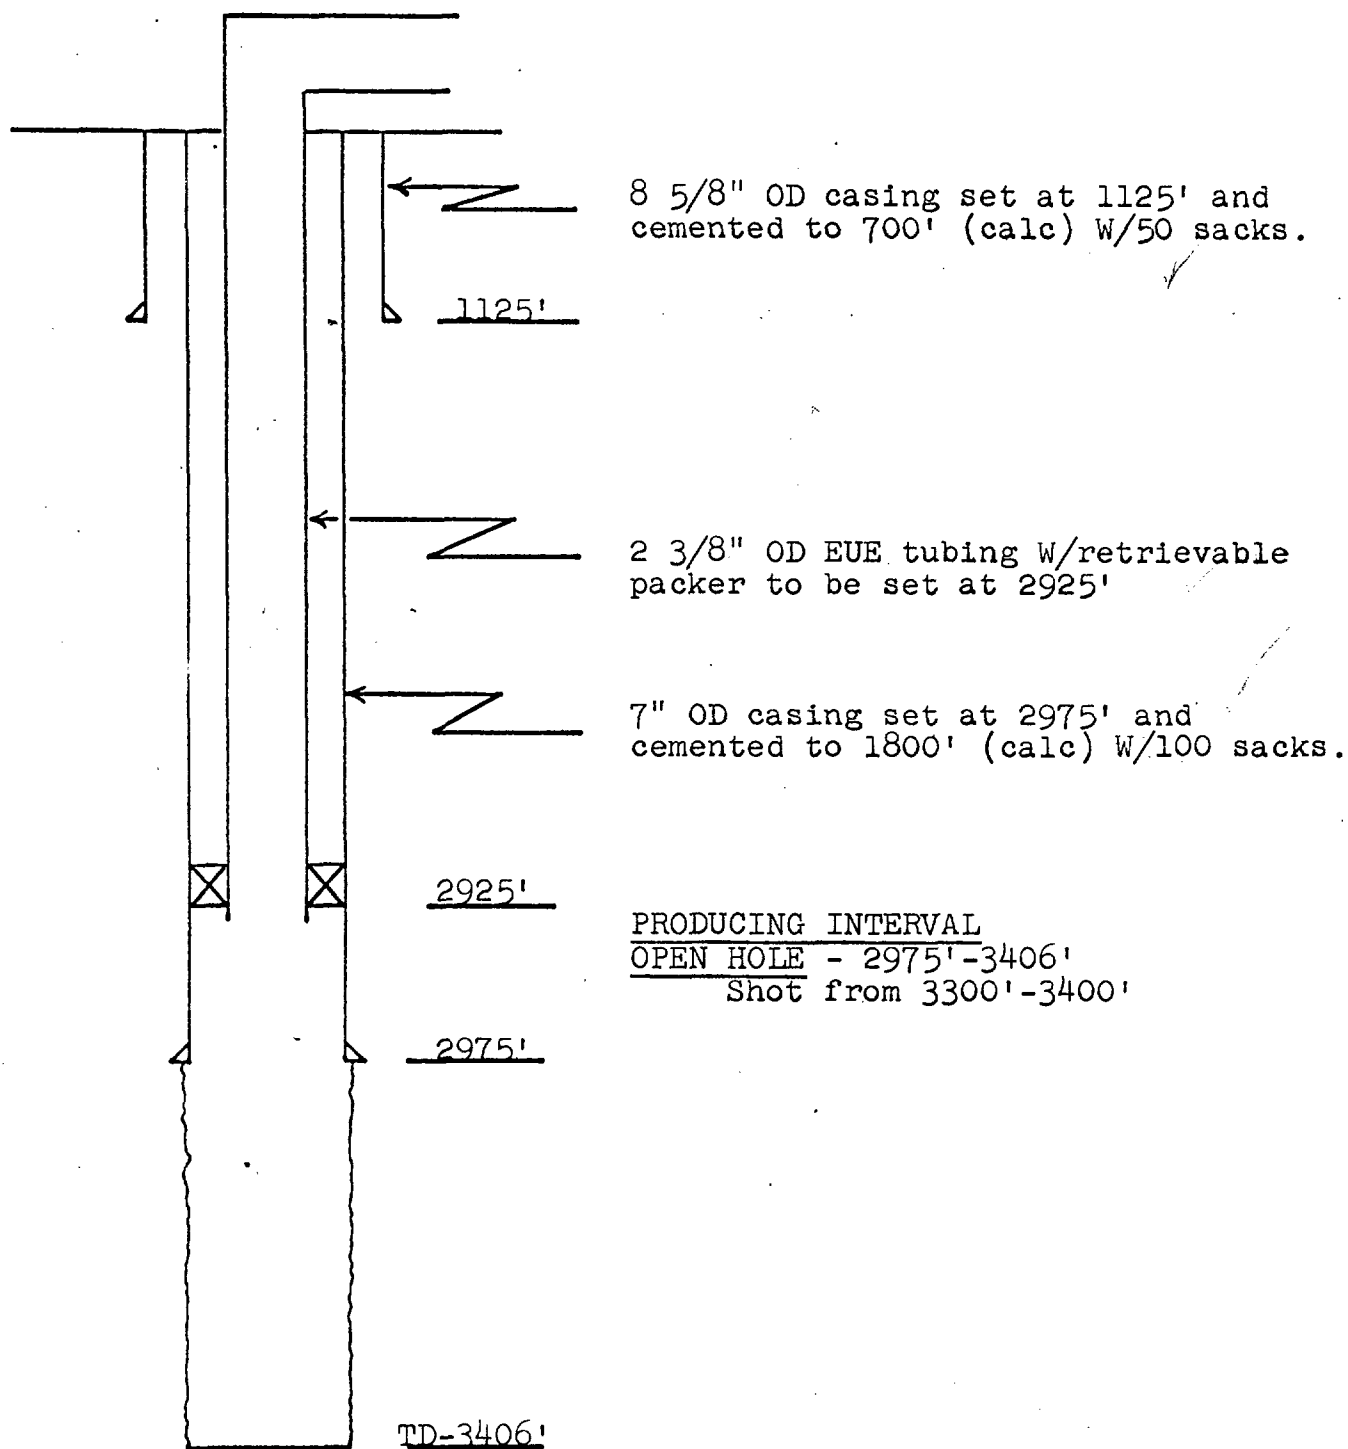 8 5/8" OD casing set at 1125' and
cemented to 700' (calc) W/50 sacks.
1125'
2 3/8" OD EUE tubing W/retrievable
packer to be set at 2925'
7" OD casing set at 2975' and
cemented to 1800' (calc) W/100 sacks.
2925'
PRODUCING INTERVAL
OPEN HOLE - 2975'-3406'
Shot from 3300'-3400'
2975'
TD-3406'